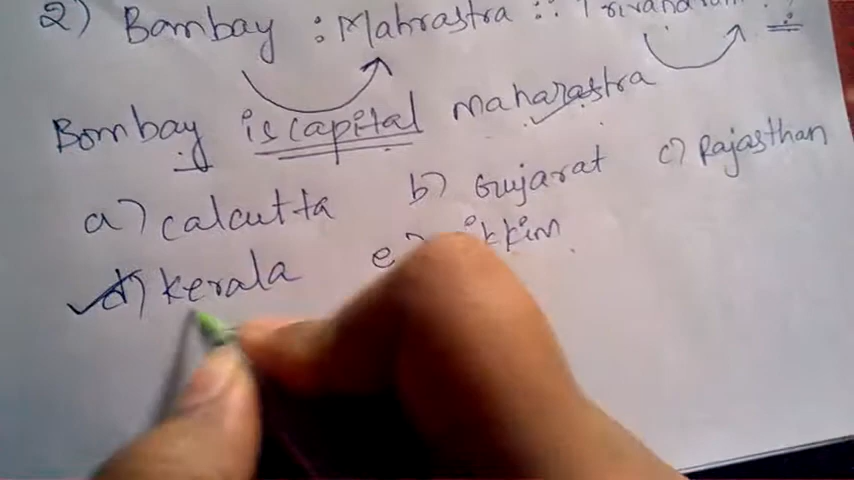 2) Bombay : Mahrastra :: Trivandrum : ?
Bombay is capital maharastra
a) calcutta b) Gujarat c) Rajasthan
d) kerala e)